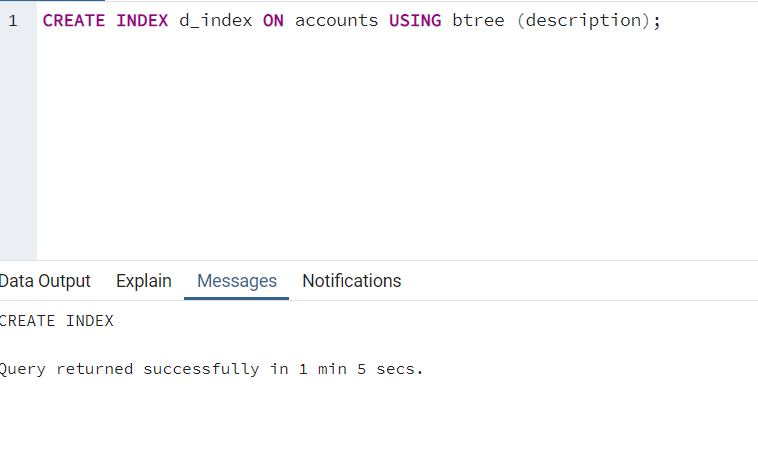 1 CREATE INDEX d_index ON accounts USING btree (description);
Data Output Explain Messages Notifications
CREATE INDEX
Query returned successfully in 1 min 5 secs.